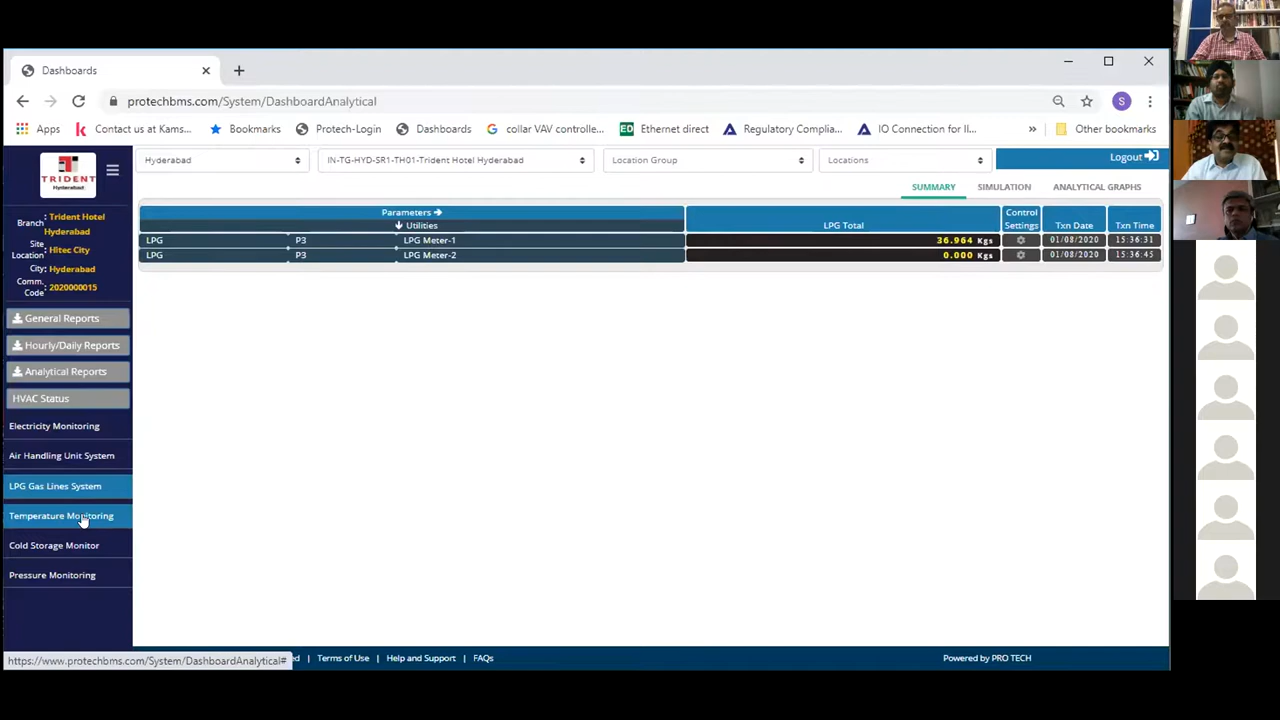 Dashboards
protechbms.com/System/DashboardAnalytical
S
Apps
Contact us at Kams...
Bookmarks
Protech-Login
Dashboards
collar VAV controlle...
ED Ethernet direct
Regulatory Complia...
IO Connection for II...
»
Other bookmarks
TRIDENT
Hyderabad
Hyderabad
IN-TG-HYD-SR1-TH01-Trident Hotel Hyderabad
Location Group
Locations
Logout
SUMMARY
SIMULATION
ANALYTICAL GRAPHS
Branch : Trident Hotel Hyderabad
Site Location : Hitec City
City : Hyderabad
Comm. Code : 2020000015
General Reports
Hourly/Daily Reports
Analytical Reports
HVAC Status
Electricity Monitoring
Air Handling Unit System
LPG Gas Lines System
Temperature Monitoring
Cold Storage Monitor
Pressure Monitoring
Parameters
Utilities
LPG Total
Control Settings
Txn Date
Txn Time
LPG P3 LPG Meter-1 36.964 Kgs 01/08/2020 15:36:31
LPG P3 LPG Meter-2 0.000 Kgs 01/08/2020 15:36:45
https://www.protechbms.com/System/DashboardAnalytical#
| Terms of Use | Help and Support | FAQs
Powered by PRO TECH